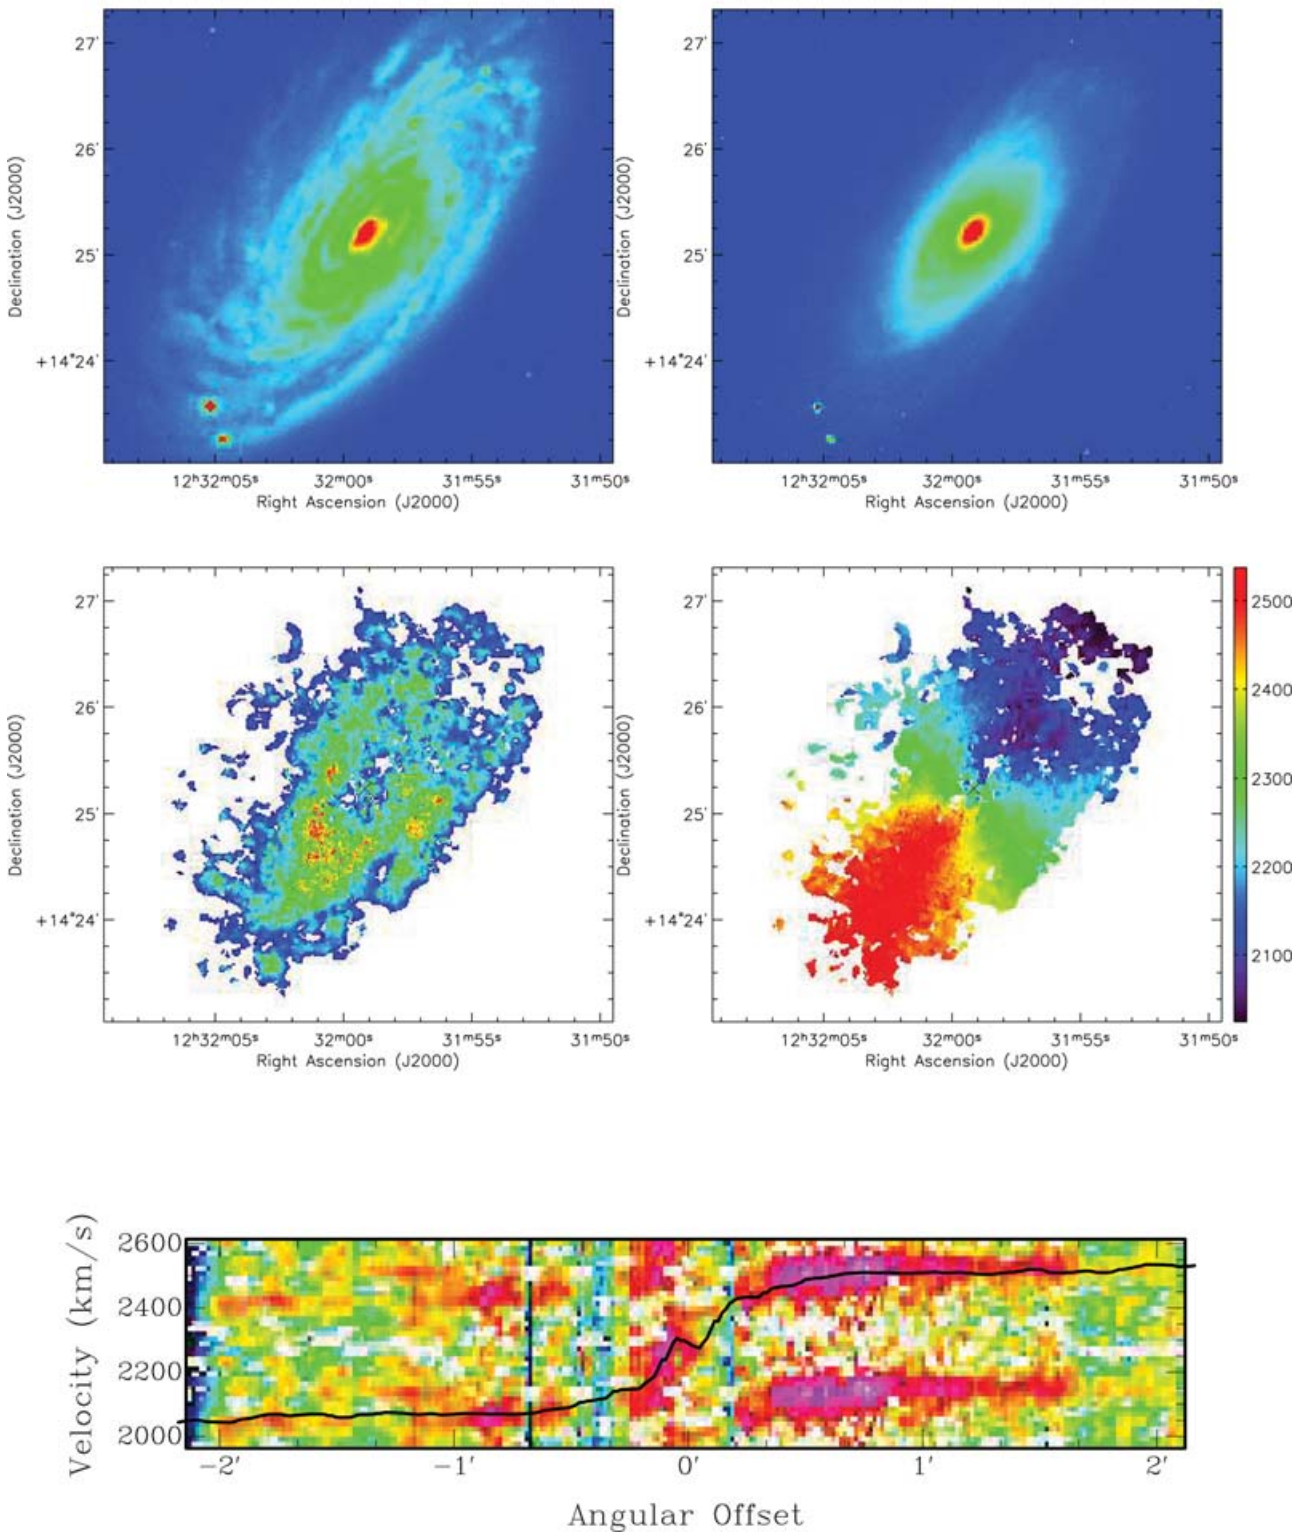 27'
26'
25'
+14°24'
Declination (J2000)
12ʰ32ᵐ05ˢ 32ᵐ00ˢ 31ᵐ55ˢ 31ᵐ50ˢ
Right Ascension (J2000)
27'
26'
25'
+14°24'
Declination (J2000)
12ʰ32ᵐ05ˢ 32ᵐ00ˢ 31ᵐ55ˢ 31ᵐ50ˢ
Right Ascension (J2000)
27'
26'
25'
+14°24'
Declination (J2000)
12ʰ32ᵐ05ˢ 32ᵐ00ˢ 31ᵐ55ˢ 31ᵐ50ˢ
Right Ascension (J2000)
27'
26'
25'
+14°24'
Declination (J2000)
12ʰ32ᵐ05ˢ 32ᵐ00ˢ 31ᵐ55ˢ 31ᵐ50ˢ
Right Ascension (J2000)
2500
2400
2300
2200
2100
Velocity (km/s)
2600
2400
2200
2000
−2' −1' 0' 1' 2'
Angular Offset